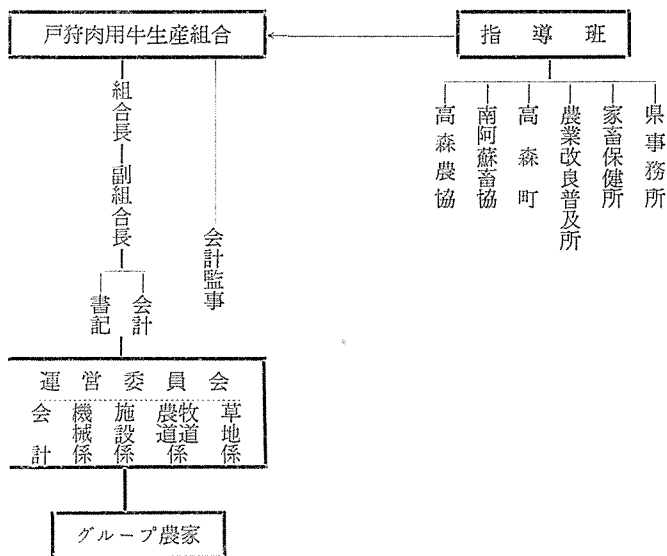 戸狩肉用牛生産組合
指導班
組合長
副組合長
会計監事
書記
会計
高森農協
南阿蘇畜協
高森町
農業改良普及所
家畜保健所
県事務所
運営委員会
会計
機械係
施設係
農道
牧道
係
草地係
グループ農家